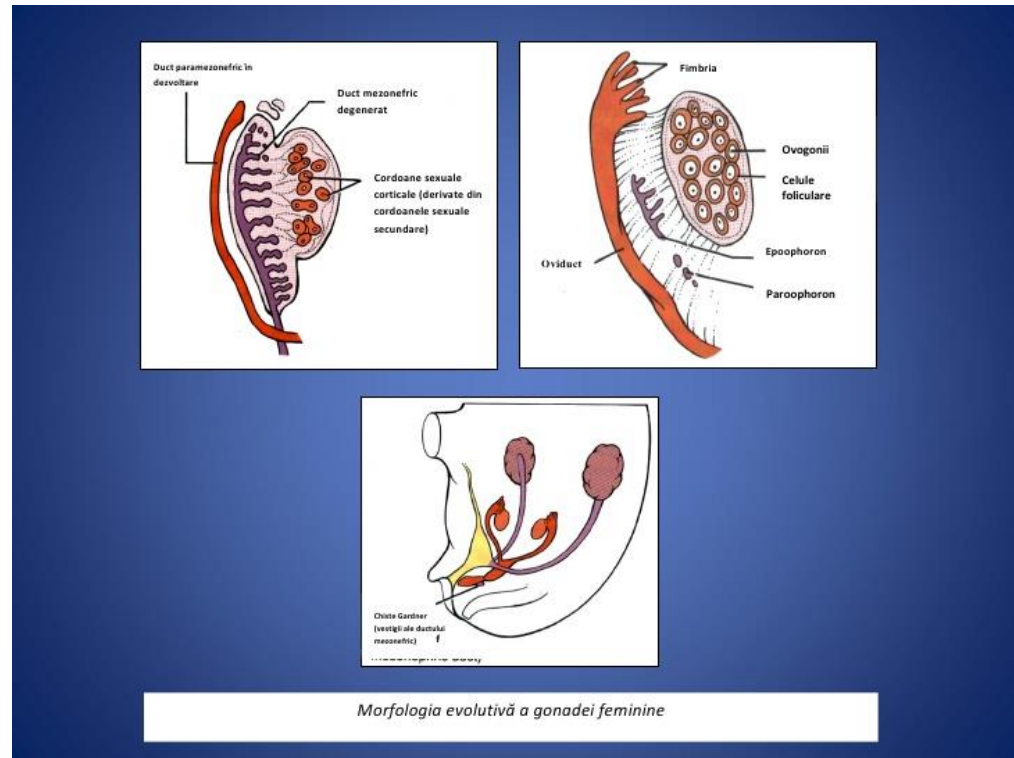 Duct paramezonefric în
dezvoltare
Duct mezonefric
degenerat
Cordoane sexuale
corticale (derivate din
cordoanele sexuale
secundare)
Fimbria
Ovogonii
Celule
foliculare
Epoophoron
Paroophoron
Oviduct
Chiste Gardner
(vestigii ale ductului
mezonefric)
f
Morfologia evolutivă a gonadei feminine